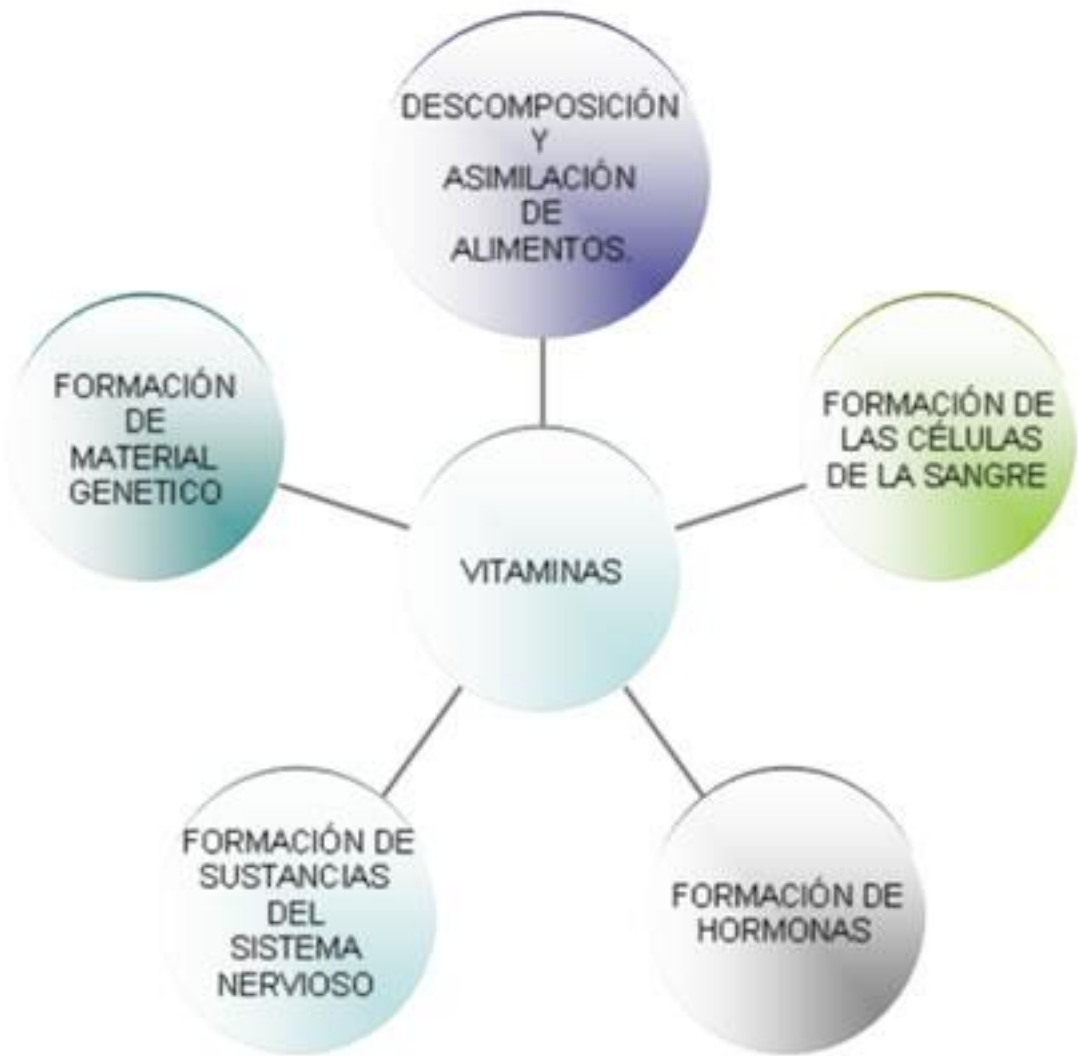 DESCOMPOSICIÓN
Y
ASIMILACIÓN
DE
ALIMENTOS.
FORMACIÓN
DE
MATERIAL
GENETICO
FORMACIÓN DE
LAS CÉLULAS
DE LA SANGRE
VITAMINAS
FORMACIÓN DE
SUSTANCIAS
DEL
SISTEMA
NERVIOSO
FORMACIÓN DE
HORMONAS